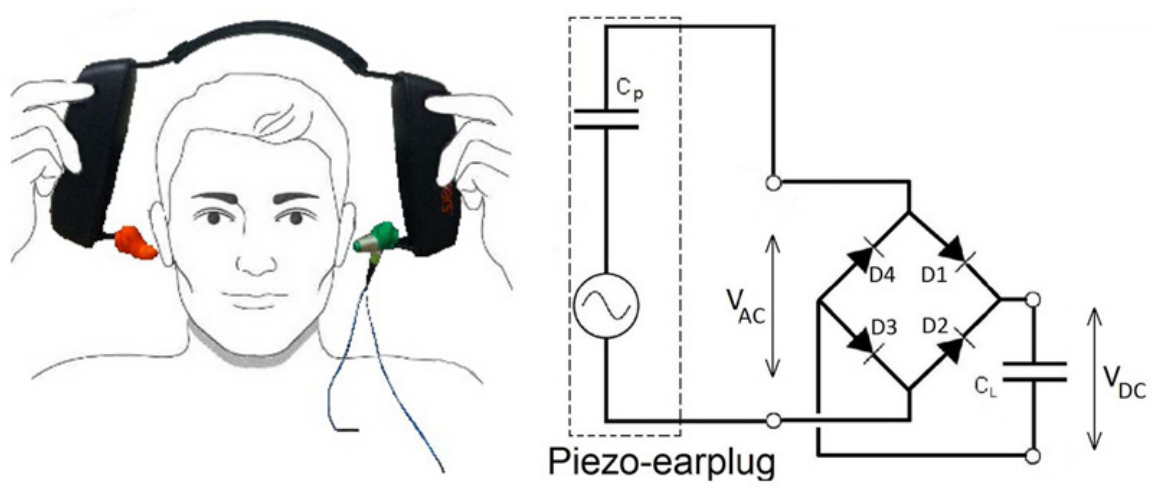 Cp
D4
D1
VAC
D3
D2
CL
VDC
Piezo-earplug